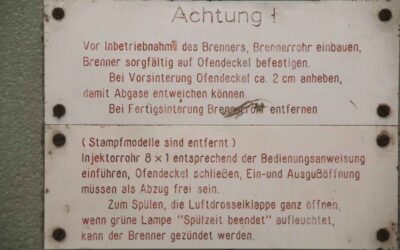 Achtung !
Vor Inbetriebnahme des Brenners, Brennerrohr einbauen,
Brenner sorgfältig auf Ofendeckel befestigen.
Bei Vorsinterung Ofendeckel ca. 2 cm anheben,
damit Abgase entweichen können.
Bei Fertigsinterung Brennerrohr entfernen
( Stampfmodelle sind entfernt )
Injektorrohr 8 x 1 entsprechend der Bedienungsanweisung
einführen, Ofendeckel schließen, Ein-und Ausgußöffnung
müssen als Abzug frei sein.
Zum Spülen, die Luftdrosselklappe ganz öffnen,
wenn grüne Lampe "Spülzeit beendet" aufleuchtet,
kann der Brenner gezündet werden.